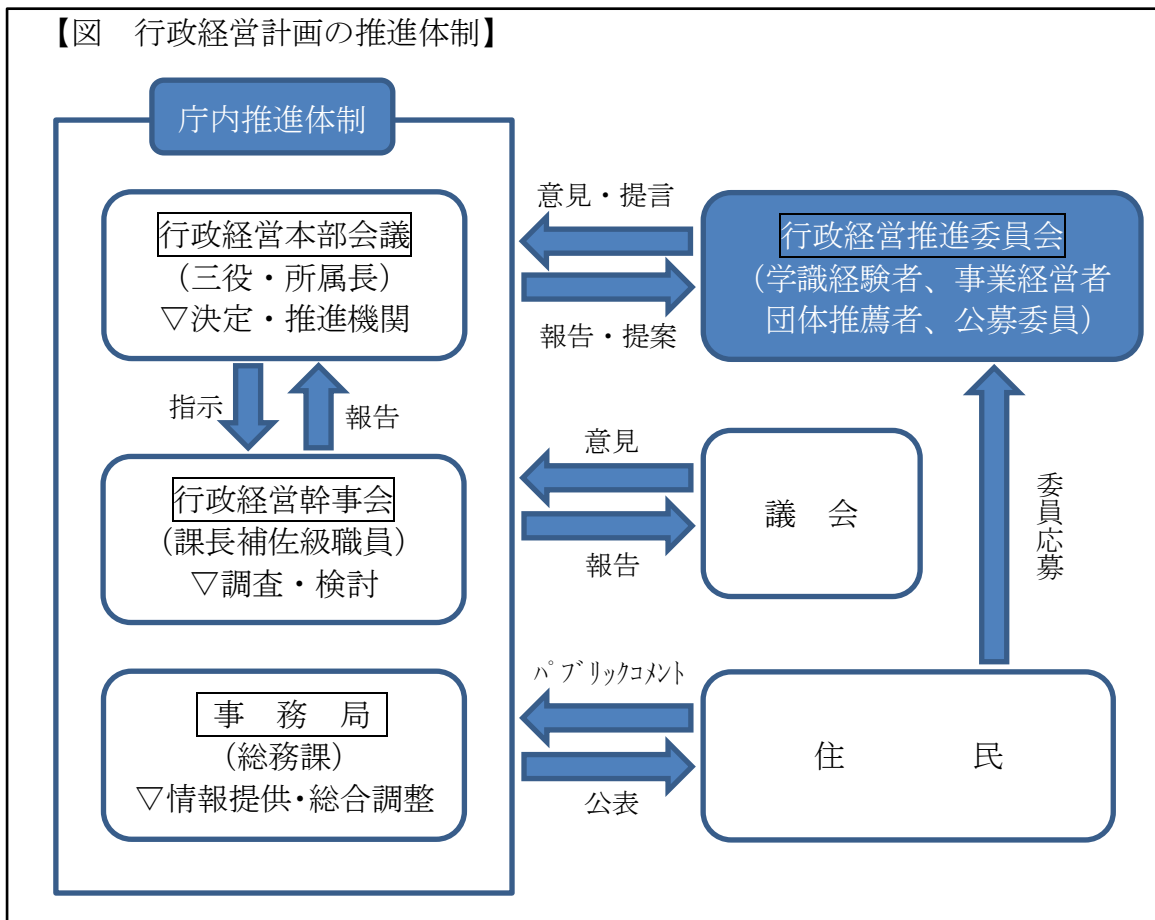 【図　行政経営計画の推進体制】
庁内推進体制
行政経営本部会議
（三役・所属長）
▽決定・推進機関
指示
報告
行政経営幹事会
（課長補佐級職員）
▽調査・検討
事　務　局
（総務課）
▽情報提供・総合調整
意見・提言
報告・提案
行政経営推進委員会
（学識経験者、事業経営者
団体推薦者、公募委員）
意見
報告
議　会
委員応募
ﾊﾟﾌﾞﾘｯｸｺﾒﾝﾄ
公表
住　　　　民